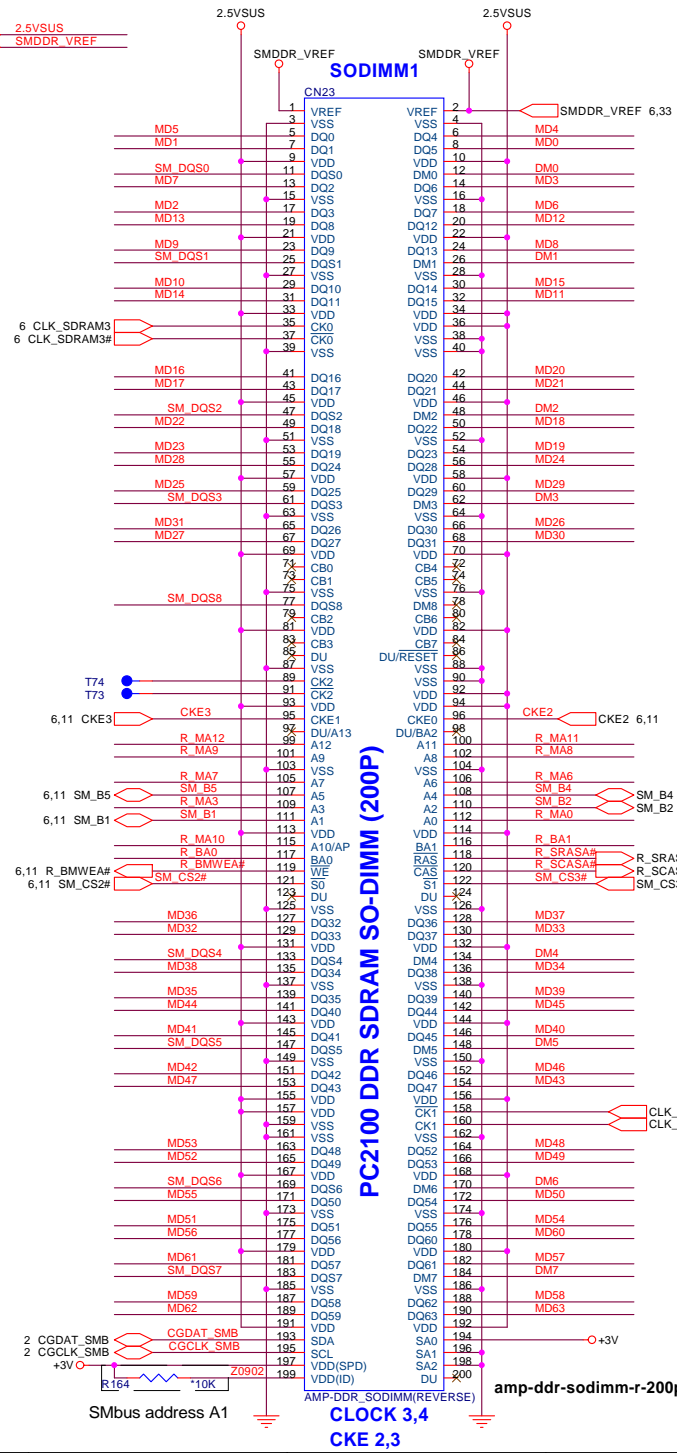 2.5VSUS 2.5VSUS
2.5VSUS
SMDDR_VREF
SMDDR_VREF SMDDR_VREF
SODIMM1
CN23
1 VREF VREF 2 SMDDR_VREF 6,33
3 VSS VSS 4
MD5 5 DQ0 DQ4 6 MD4
MD1 7 DQ1 DQ5 8 MD0
9 VDD VDD 10
SM_DQS0 11 DQS0 DM0 12 DM0
MD7 13 DQ2 DQ6 14 MD3
15 VSS VSS 16
MD2 17 DQ3 DQ7 18 MD6
MD13 19 DQ8 DQ12 20 MD12
21 VDD VDD 22
MD9 23 DQ9 DQ13 24 MD8
SM_DQS1 25 DQS1 DM1 26 DM1
27 VSS VSS 28
MD10 29 DQ10 DQ14 30 MD15
MD14 31 DQ11 DQ15 32 MD11
33 VDD VDD 34
6 CLK_SDRAM3 35 CK0 VDD 36
6 CLK_SDRAM3# 37 CK0 VSS 38
39 VSS VSS 40
MD16 41 DQ16 DQ20 42 MD20
MD17 43 DQ17 DQ21 44 MD21
45 VDD VDD 46
SM_DQS2 47 DQS2 DM2 48 DM2
MD22 49 DQ18 DQ22 50 MD18
51 VSS VSS 52
MD23 53 DQ19 DQ23 54 MD19
MD28 55 DQ24 DQ28 56 MD24
57 VDD VDD 58
MD25 59 DQ25 DQ29 60 MD29
SM_DQS3 61 DQS3 DM3 62 DM3
63 VSS VSS 64
MD31 65 DQ26 DQ30 66 MD26
MD27 67 DQ27 DQ31 68 MD30
69 VDD VDD 70
71 CB0 CB4 72
73 CB1 CB5 74
75 VSS VSS 76
SM_DQS8 77 DQS8 DM8 78
79 CB2 CB6 80
81 VDD VDD 82
83 CB3 CB7 84
85 DU DU/RESET 86
87 VSS VSS 88
T74 89 CK2 VSS 90
T73 91 CK2 VDD 92
93 VDD VDD 94
6,11 CKE3 CKE3 95 CKE1 CKE0 96 CKE2 CKE2 6,11
97 DU/A13 DU/BA2 98
R_MA12 99 A12 A11 100 R_MA11
R_MA9 101 A9 A8 102 R_MA8
103 VSS VSS 104
R_MA7 105 A7 A6 106 R_MA6
6,11 SM_B5 SM_B5 107 A5 A4 108 SM_B4 SM_B4
R_MA3 109 A3 A2 110 SM_B2 SM_B2
6,11 SM_B1 SM_B1 111 A1 A0 112 R_MA0
113 VDD VDD 114
R_MA10 115 A10/AP BA1 116 R_BA1
R_BA0 117 BA0 RAS 118 R_SRASA# R_SRAS
6,11 R_BMWEA# R_BMWEA# 119 WE CAS 120 R_SCASA# R_SCAS
6,11 SM_CS2# SM_CS2# 121 S0 S1 122 SM_CS3# SM_CS3
123 DU DU 124
125 VSS VSS 126
MD36 127 DQ32 DQ36 128 MD37
MD32 129 DQ33 DQ37 130 MD33
131 VDD VDD 132
SM_DQS4 133 DQS4 DM4 134 DM4
MD38 135 DQ34 DQ38 136 MD34
137 VSS VSS 138
MD35 139 DQ35 DQ39 140 MD39
MD44 141 DQ40 DQ44 142 MD45
143 VDD VDD 144
MD41 145 DQ41 DQ45 146 MD40
SM_DQS5 147 DQS5 DM5 148 DM5
149 VSS VSS 150
MD42 151 DQ42 DQ46 152 MD46
MD47 153 DQ43 DQ47 154 MD43
155 VDD VDD 156
157 VDD CK1 158 CLK_
159 VSS CK1 160 CLK_
161 VSS VSS 162
MD53 163 DQ48 DQ52 164 MD48
MD52 165 DQ49 DQ53 166 MD49
167 VDD VDD 168
SM_DQS6 169 DQS6 DM6 170 DM6
MD55 171 DQ50 DQ54 172 MD50
173 VSS VSS 174
MD51 175 DQ51 DQ55 176 MD54
MD56 177 DQ56 DQ60 178 MD60
179 VDD VDD 180
MD61 181 DQ57 DQ61 182 MD57
SM_DQS7 183 DQS7 DM7 184 DM7
185 VSS VSS 186
MD59 187 DQ58 DQ62 188 MD58
MD62 189 DQ59 DQ63 190 MD63
191 VDD VDD 192
2 CGDAT_SMB CGDAT_SMB 193 SDA SA0 194 +3V
2 CGCLK_SMB CGCLK_SMB 195 SCL SA1 196
+3V 197 VDD(SPD) SA2 198
R164 *10K Z0902 199 VDD(ID) DU 200
PC2100 DDR SDRAM SO-DIMM (200P)
AMP-DDR_SODIMM(REVERSE)
amp-ddr-sodimm-r-200p
SMbus address A1
CLOCK 3,4
CKE 2,3